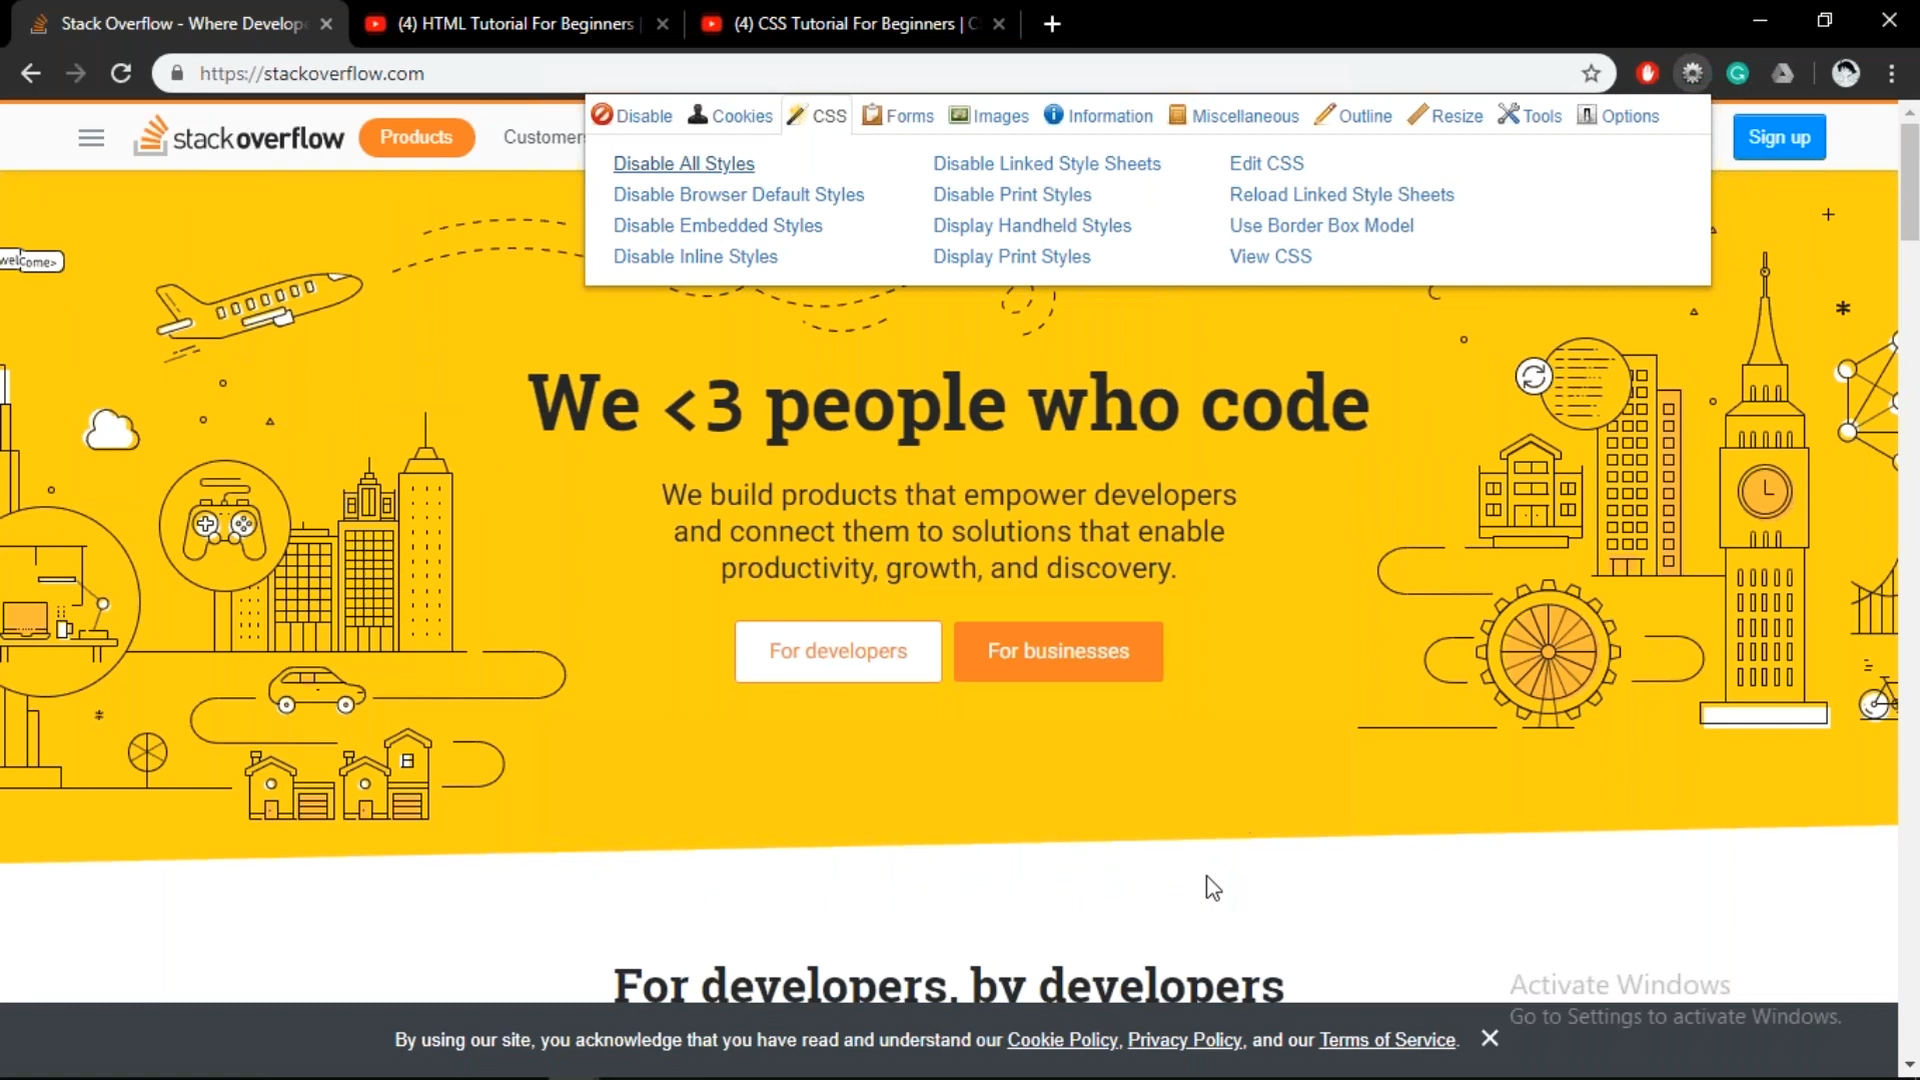 Stack Overflow - Where Develop
(4) HTML Tutorial For Beginners
(4) CSS Tutorial For Beginners | C
https://stackoverflow.com
Disable Cookies CSS Forms Images Information Miscellaneous Outline Resize Tools Options
stackoverflow Products Customers Sign up
Disable All Styles Disable Linked Style Sheets Edit CSS
Disable Browser Default Styles Disable Print Styles Reload Linked Style Sheets
Disable Embedded Styles Display Handheld Styles Use Border Box Model
Disable Inline Styles Display Print Styles View CSS
welcome>
We <3 people who code
We build products that empower developers
and connect them to solutions that enable
productivity, growth, and discovery.
For developers For businesses
For developers, by developers
Activate Windows
Go to Settings to activate Windows.
By using our site, you acknowledge that you have read and understand our Cookie Policy, Privacy Policy, and our Terms of Service.